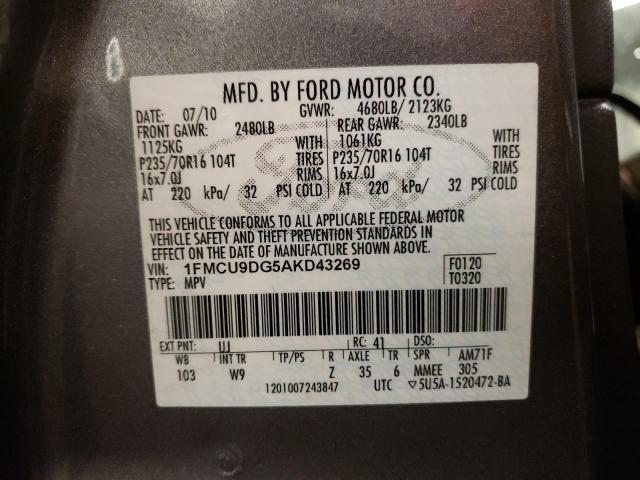 MFD. BY FORD MOTOR CO.
DATE: 07/10 GVWR: 4680LB/ 2123KG
FRONT GAWR: 2480LB REAR GAWR: 2340LB
1125KG WITH 1061KG WITH
P235/70R16 104T TIRES P235/70R16 104T TIRES
16x7.0J RIMS 16x7.0J RIMS
AT 220 kPa/ 32 PSI COLD AT 220 kPa/ 32 PSI COLD
Ford
THIS VEHICLE CONFORMS TO ALL APPLICABLE FEDERAL MOTOR
VEHICLE SAFETY AND THEFT PREVENTION STANDARDS IN
EFFECT ON THE DATE OF MANUFACTURE SHOWN ABOVE.
VIN: 1FMCU9DG5AKD43269 F0120
TYPE: MPV T0320
EXT PNT: UJ RC: 41 DSO:
WB INT TR TP/PS R AXLE TR SPR AM71F
103 W9 Z 35 6 MMEE 305
1201007243847 UTC ▽5U5A-1520472-BA